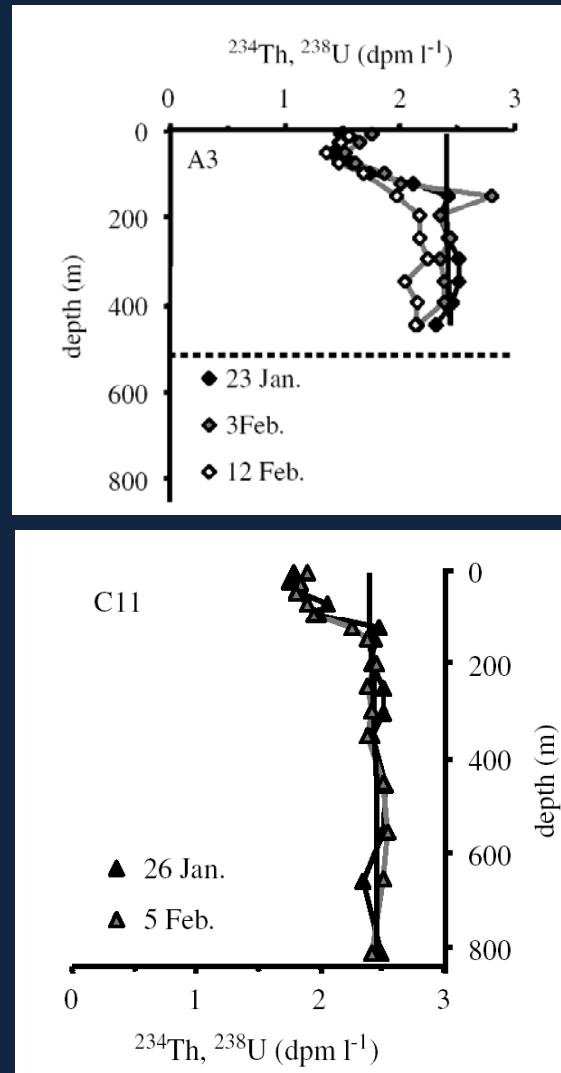 ²³⁴Th, ²³⁸U (dpm l⁻¹)
0 1 2 3
0
A3
200
400
depth (m)
23 Jan.
600
3Feb.
12 Feb.
800
0
C11
200
400
depth (m)
600
26 Jan.
5 Feb.
800
0 1 2 3
²³⁴Th, ²³⁸U (dpm l⁻¹)